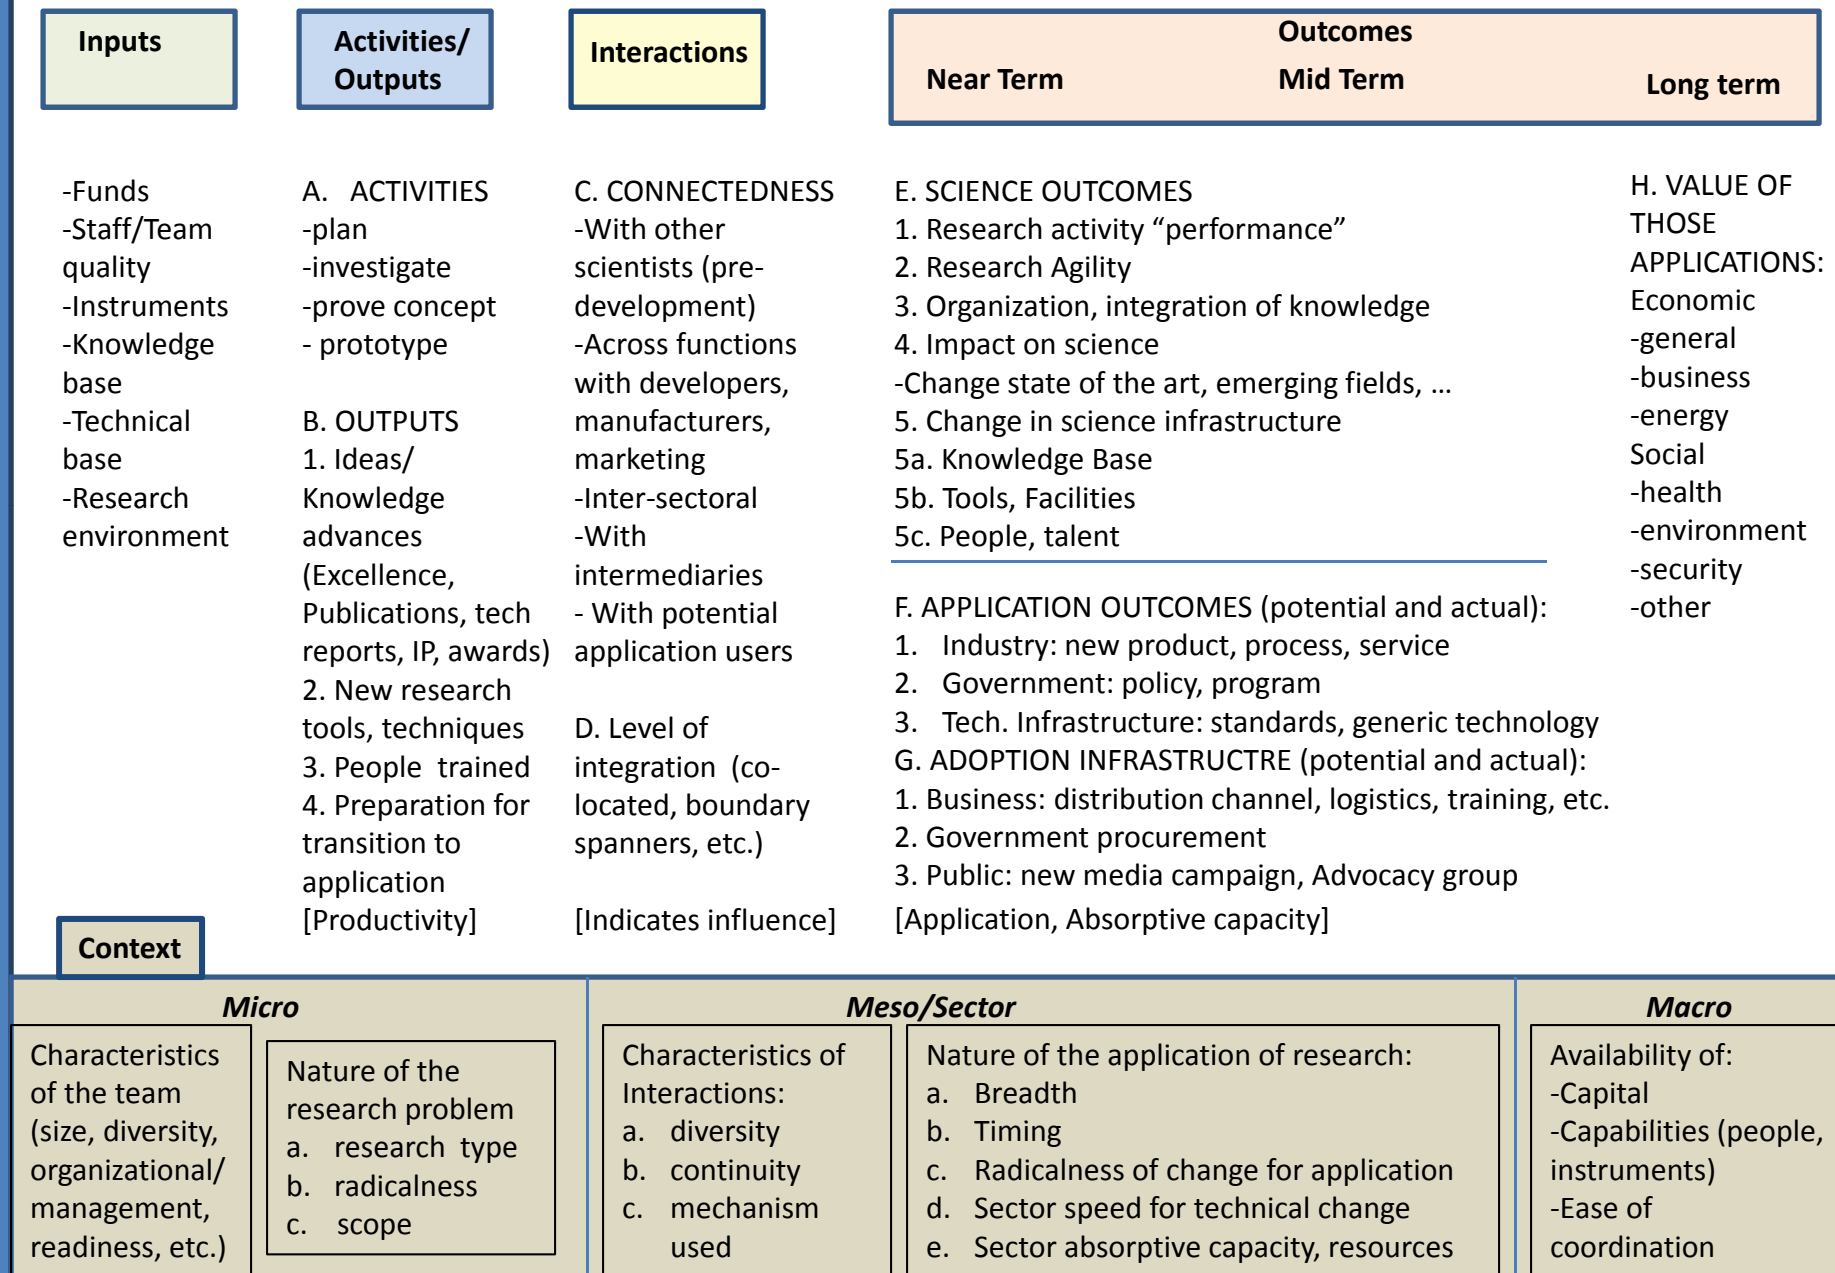 Inputs
Activities/
Outputs
Interactions
Outcomes
Near Term
Mid Term
Long term
-Funds
-Staff/Team
quality
-Instruments
-Knowledge
base
-Technical
base
-Research
environment
A. ACTIVITIES
-plan
-investigate
-prove concept
- prototype
B. OUTPUTS
1. Ideas/
Knowledge
advances
(Excellence,
Publications, tech
reports, IP, awards)
2. New research
tools, techniques
3. People trained
4. Preparation for
transition to
application
[Productivity]
C. CONNECTEDNESS
-With other
scientists (pre-
development)
-Across functions
with developers,
manufacturers,
marketing
-Inter-sectoral
-With
intermediaries
- With potential
application users
D. Level of
integration (co-
located, boundary
spanners, etc.)
[Indicates influence]
E. SCIENCE OUTCOMES
1. Research activity “performance”
2. Research Agility
3. Organization, integration of knowledge
4. Impact on science
-Change state of the art, emerging fields, …
5. Change in science infrastructure
5a. Knowledge Base
5b. Tools, Facilities
5c. People, talent
F. APPLICATION OUTCOMES (potential and actual):
1. Industry: new product, process, service
2. Government: policy, program
3. Tech. Infrastructure: standards, generic technology
G. ADOPTION INFRASTRUCTRE (potential and actual):
1. Business: distribution channel, logistics, training, etc.
2. Government procurement
3. Public: new media campaign, Advocacy group
[Application, Absorptive capacity]
H. VALUE OF
THOSE
APPLICATIONS:
Economic
-general
-business
-energy
Social
-health
-environment
-security
-other
Context
Micro
Characteristics
of the team
(size, diversity,
organizational/
management,
readiness, etc.)
Nature of the
research problem
a. research type
b. radicalness
c. scope
Meso/Sector
Characteristics of
Interactions:
a. diversity
b. continuity
c. mechanism
used
Nature of the application of research:
a. Breadth
b. Timing
c. Radicalness of change for application
d. Sector speed for technical change
e. Sector absorptive capacity, resources
Macro
Availability of:
-Capital
-Capabilities (people,
instruments)
-Ease of
coordination